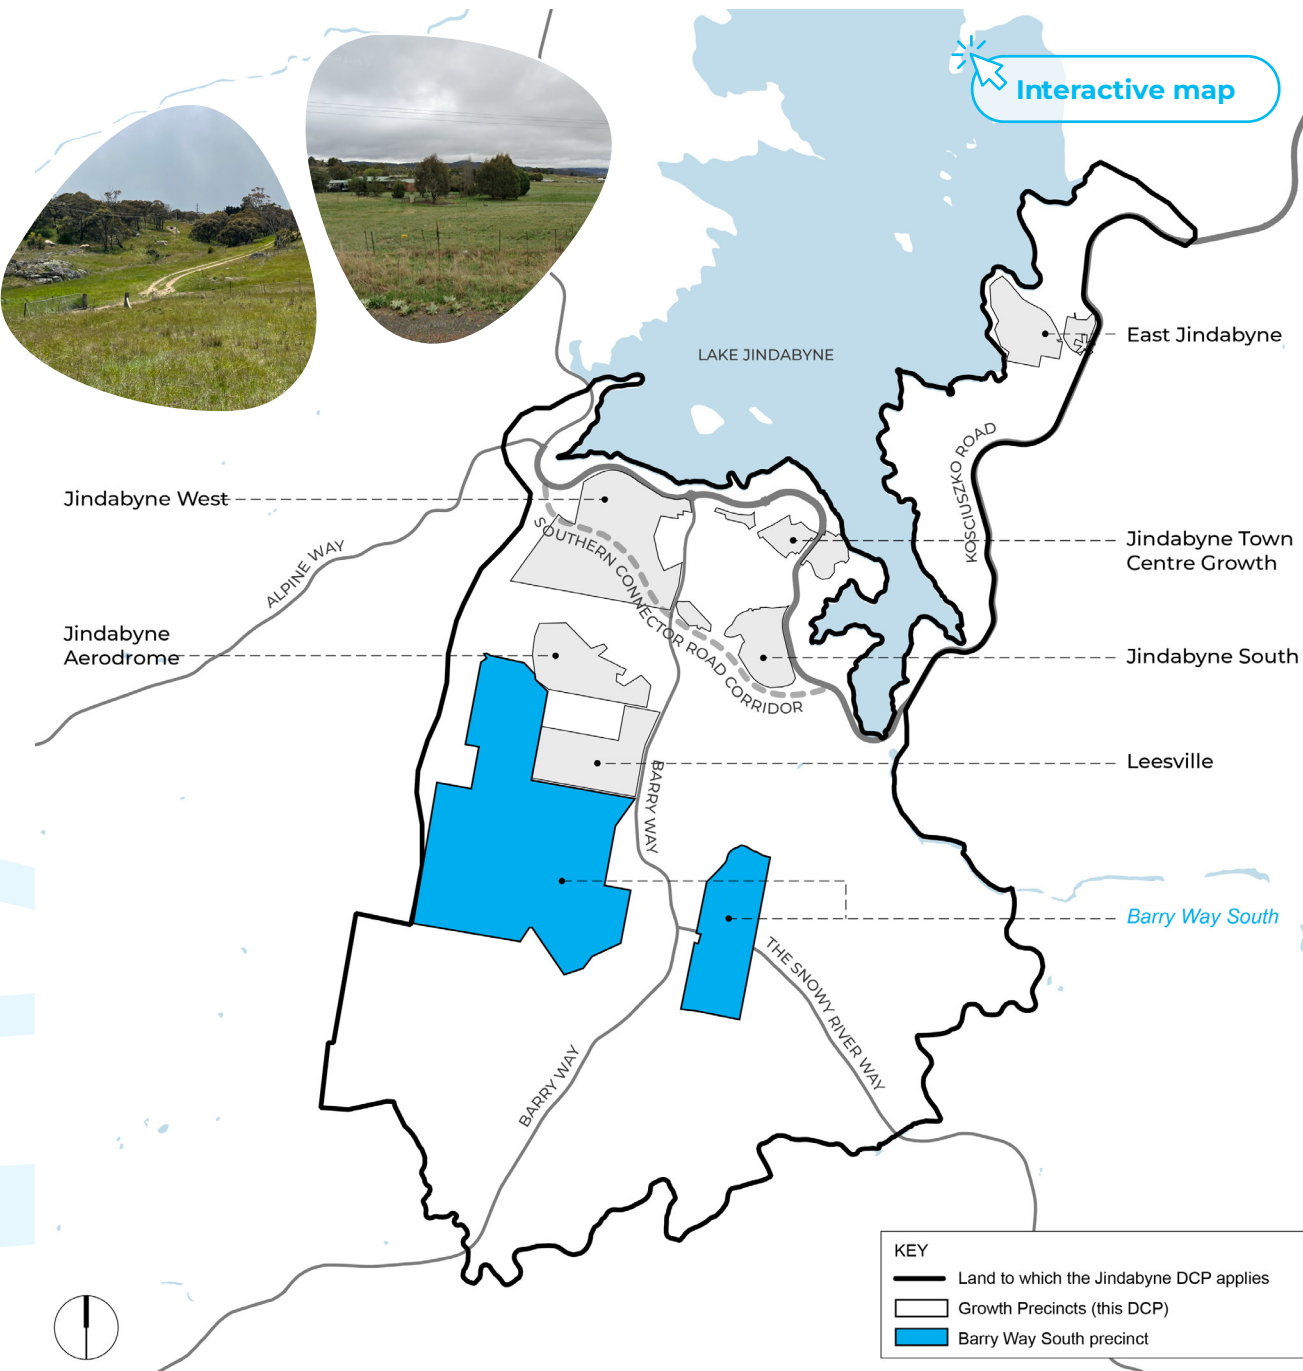 Interactive map
LAKE JINDABYNE
East Jindabyne
KOSCIUSZKO ROAD
Jindabyne West
ALPINE WAY
SOUTHERN CONNECTOR ROAD CORRIDOR
Jindabyne Town
Centre Growth
Jindabyne
Aerodrome
Jindabyne South
Leesville
BARRY WAY
Barry Way South
THE SNOWY RIVER WAY
BARRY WAY
KEY
Land to which the Jindabyne DCP applies
Growth Precincts (this DCP)
Barry Way South precinct